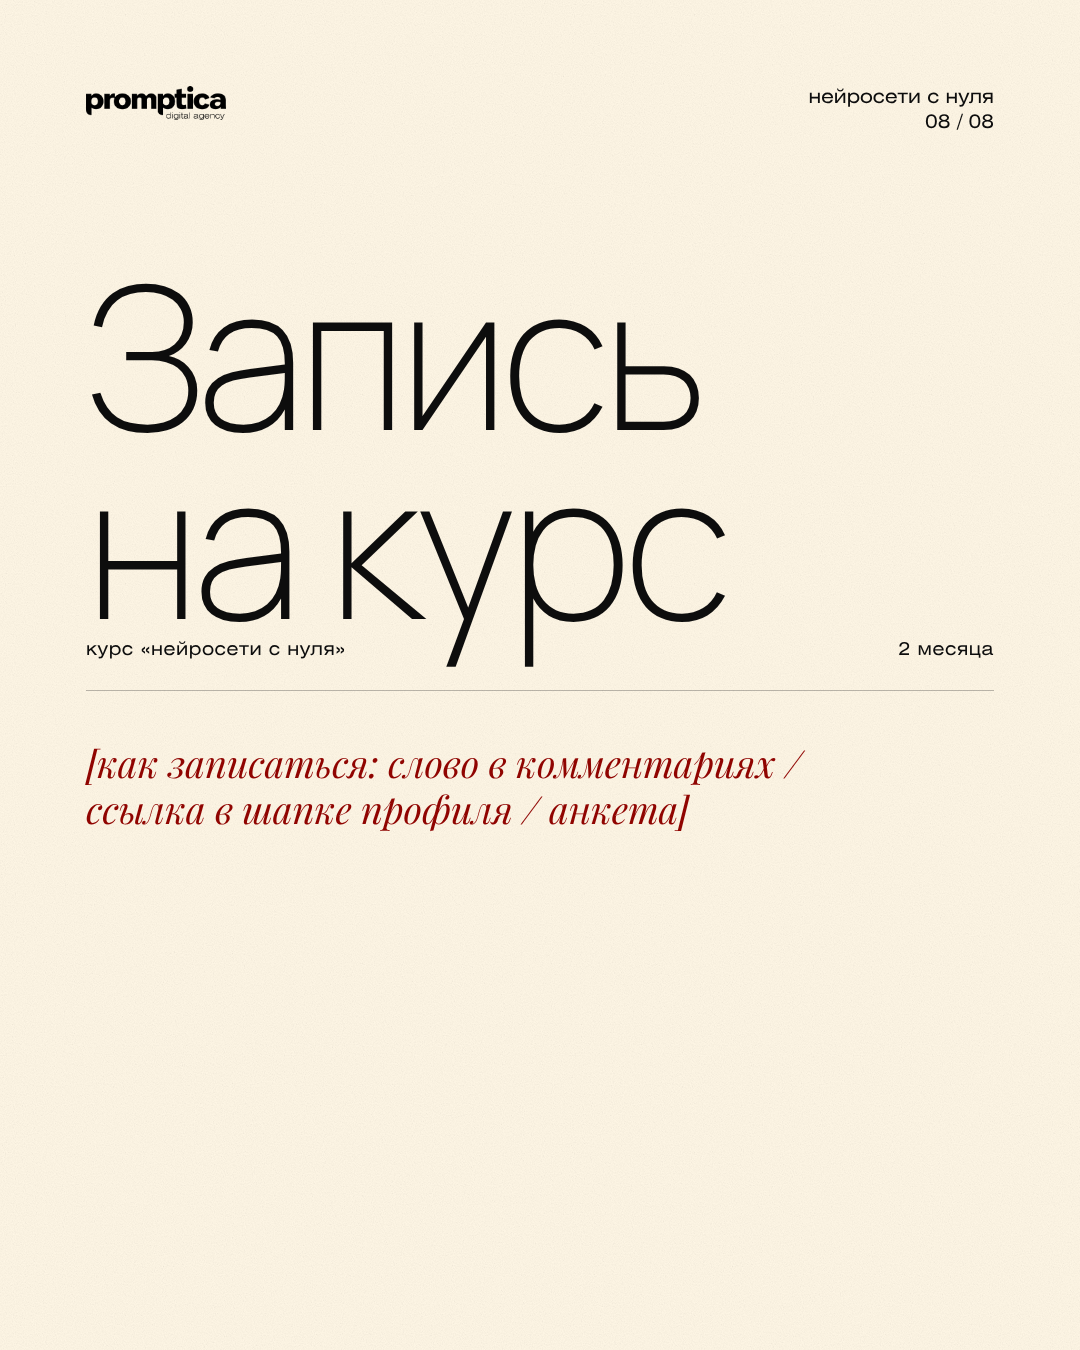 promptica
digital agency
нейросети с нуля
08 / 08
Запись
на курс
курс «нейросети с нуля»
2 месяца
[как записаться: слово в комментариях /
ссылка в шапке профиля / анкета]